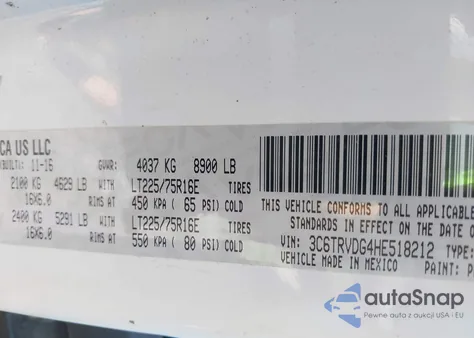 CA US LLC
BUILT: 11-16 GVWR: 4037 KG 8900 LB
2100 KG 4629 LB WITH LT225/75R16E TIRES
16X6.0 RIMS AT 450 KPA ( 65 PSI) COLD
2400 KG 5291 LB WITH LT225/75R16E TIRES
16X6.0 RIMS AT 550 KPA ( 80 PSI) COLD
THIS VEHICLE CONFORMS TO ALL APPLICABLE
STANDARDS IN EFFECT ON THE DATE OF
VIN: 3C6TRVDG4HE518212 TYPE:
VEHICLE MADE IN MEXICO PAINT: P
autoSnap
Pewne auta z aukcji USA i EU